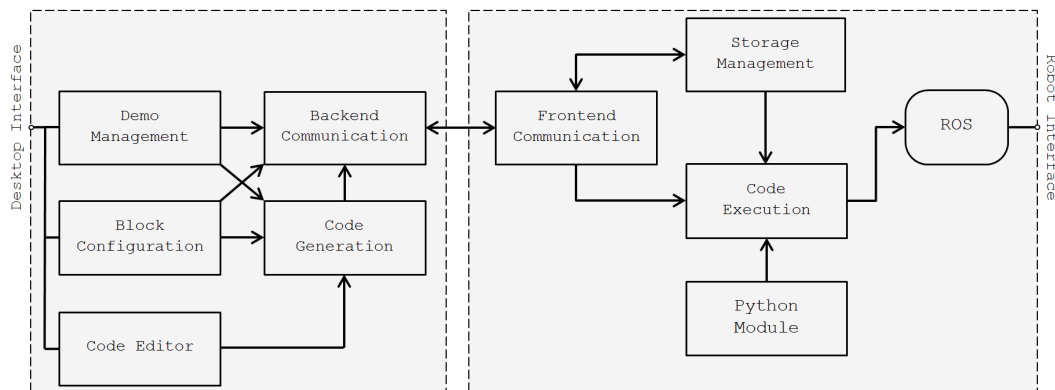 Desktop Interface
Demo
Management
Backend
Communication
Block
Configuration
Code
Generation
Code Editor
Storage
Management
Frontend
Communication
ROS
Code
Execution
Python
Module
Robot Interface